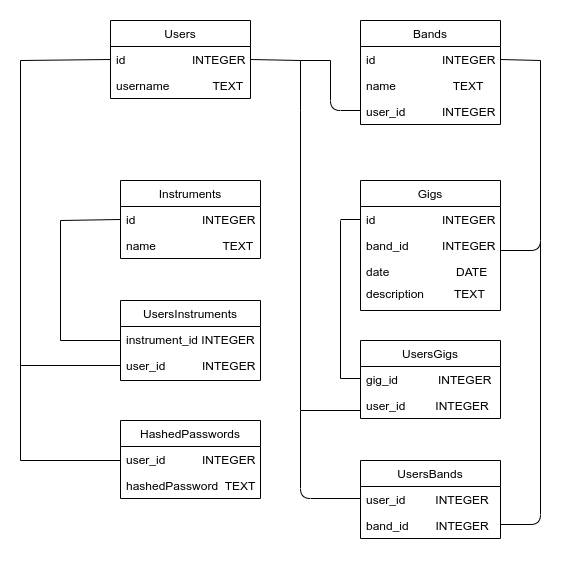 Users
id INTEGER
username TEXT
Bands
id INTEGER
name TEXT
user_id INTEGER
Instruments
id INTEGER
name TEXT
Gigs
id INTEGER
band_id INTEGER
date DATE
description TEXT
UsersInstruments
instrument_id INTEGER
user_id INTEGER
UsersGigs
gig_id INTEGER
user_id INTEGER
HashedPasswords
user_id INTEGER
hashedPassword TEXT
UsersBands
user_id INTEGER
band_id INTEGER